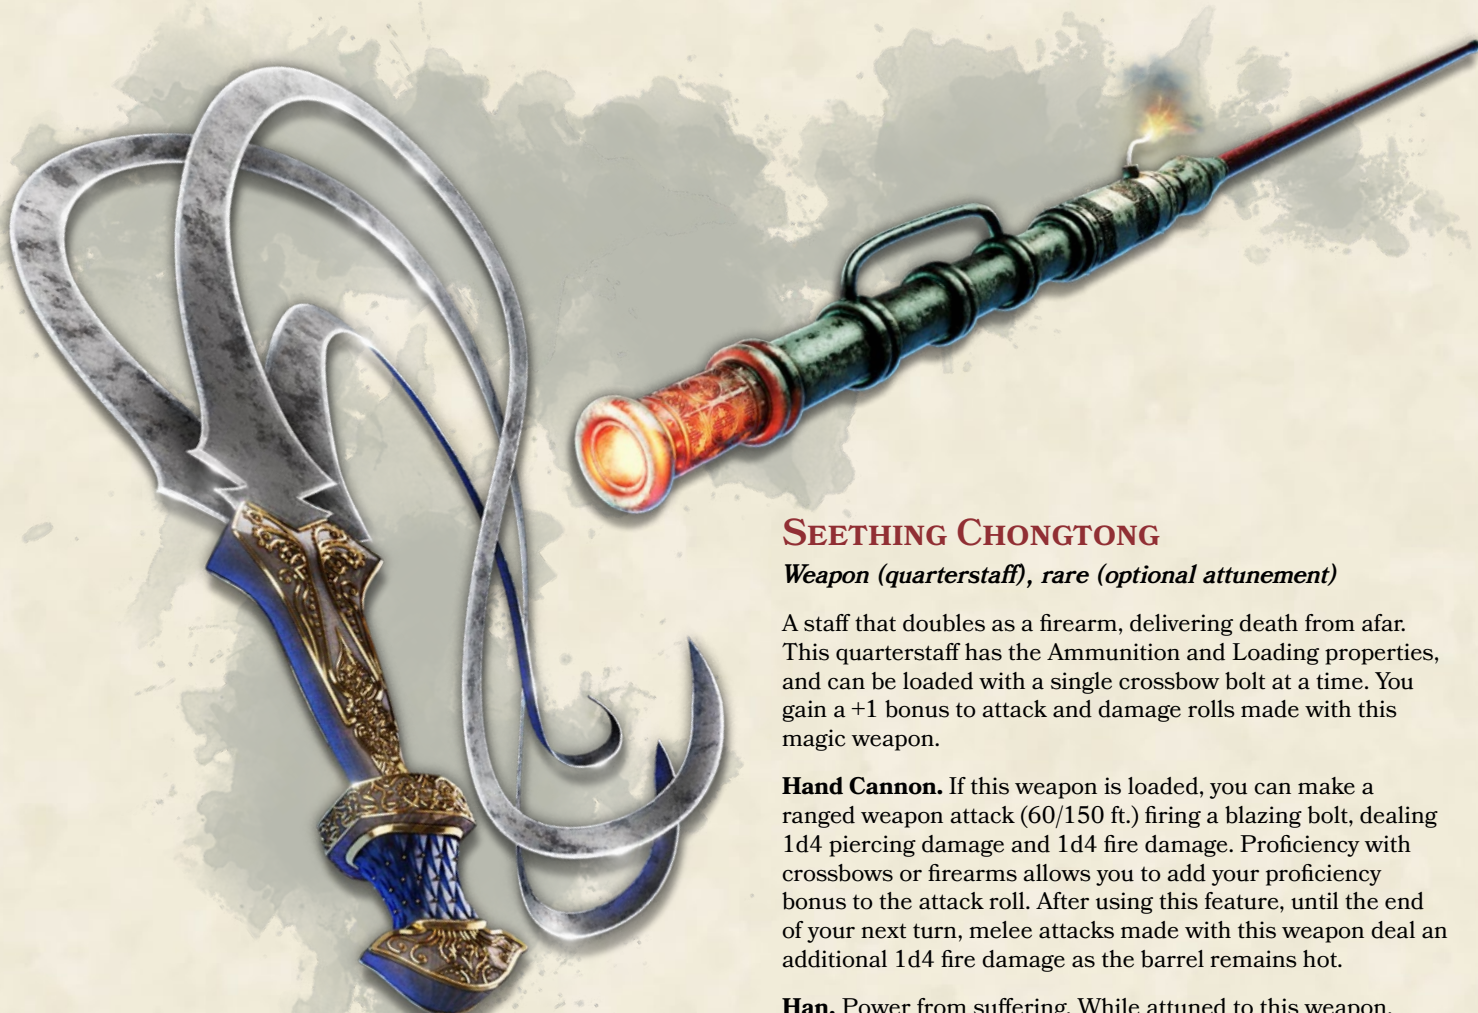 Seething Chongtong
Weapon (quarterstaff), rare (optional attunement)
A staff that doubles as a firearm, delivering death from afar.
This quarterstaff has the Ammunition and Loading properties,
and can be loaded with a single crossbow bolt at a time. You
gain a +1 bonus to attack and damage rolls made with this
magic weapon.
Hand Cannon. If this weapon is loaded, you can make a
ranged weapon attack (60/150 ft.) firing a blazing bolt, dealing
1d4 piercing damage and 1d4 fire damage. Proficiency with
crossbows or firearms allows you to add your proficiency
bonus to the attack roll. After using this feature, until the end
of your next turn, melee attacks made with this weapon deal an
additional 1d4 fire damage as the barrel remains hot.
Han. Power from suffering. While attuned to this weapon,